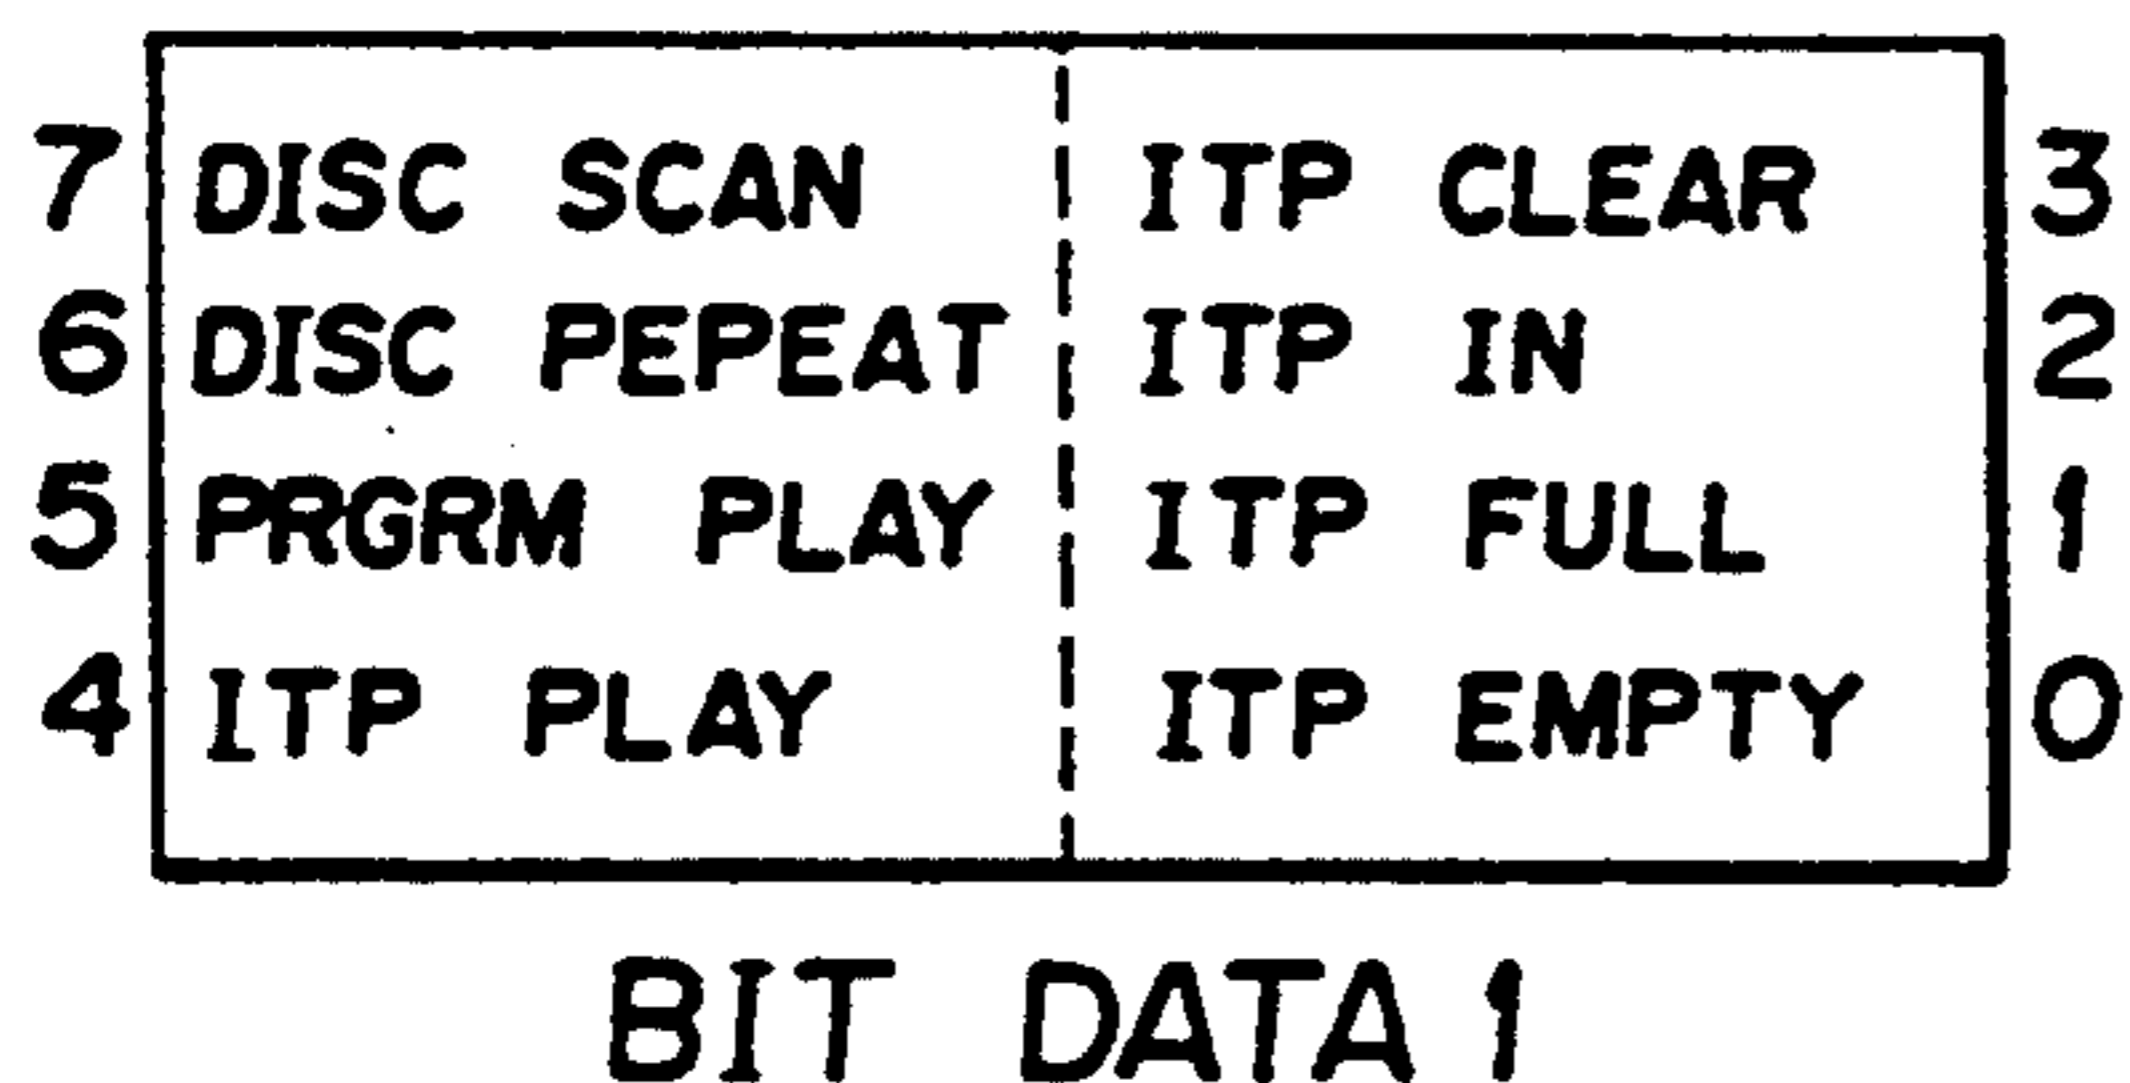 7 DISC SCAN ITP CLEAR 3
6 DISC PEPEAT ITP IN 2
5 PRGRM PLAY ITP FULL 1
4 ITP PLAY ITP EMPTY 0
BIT DATA 1